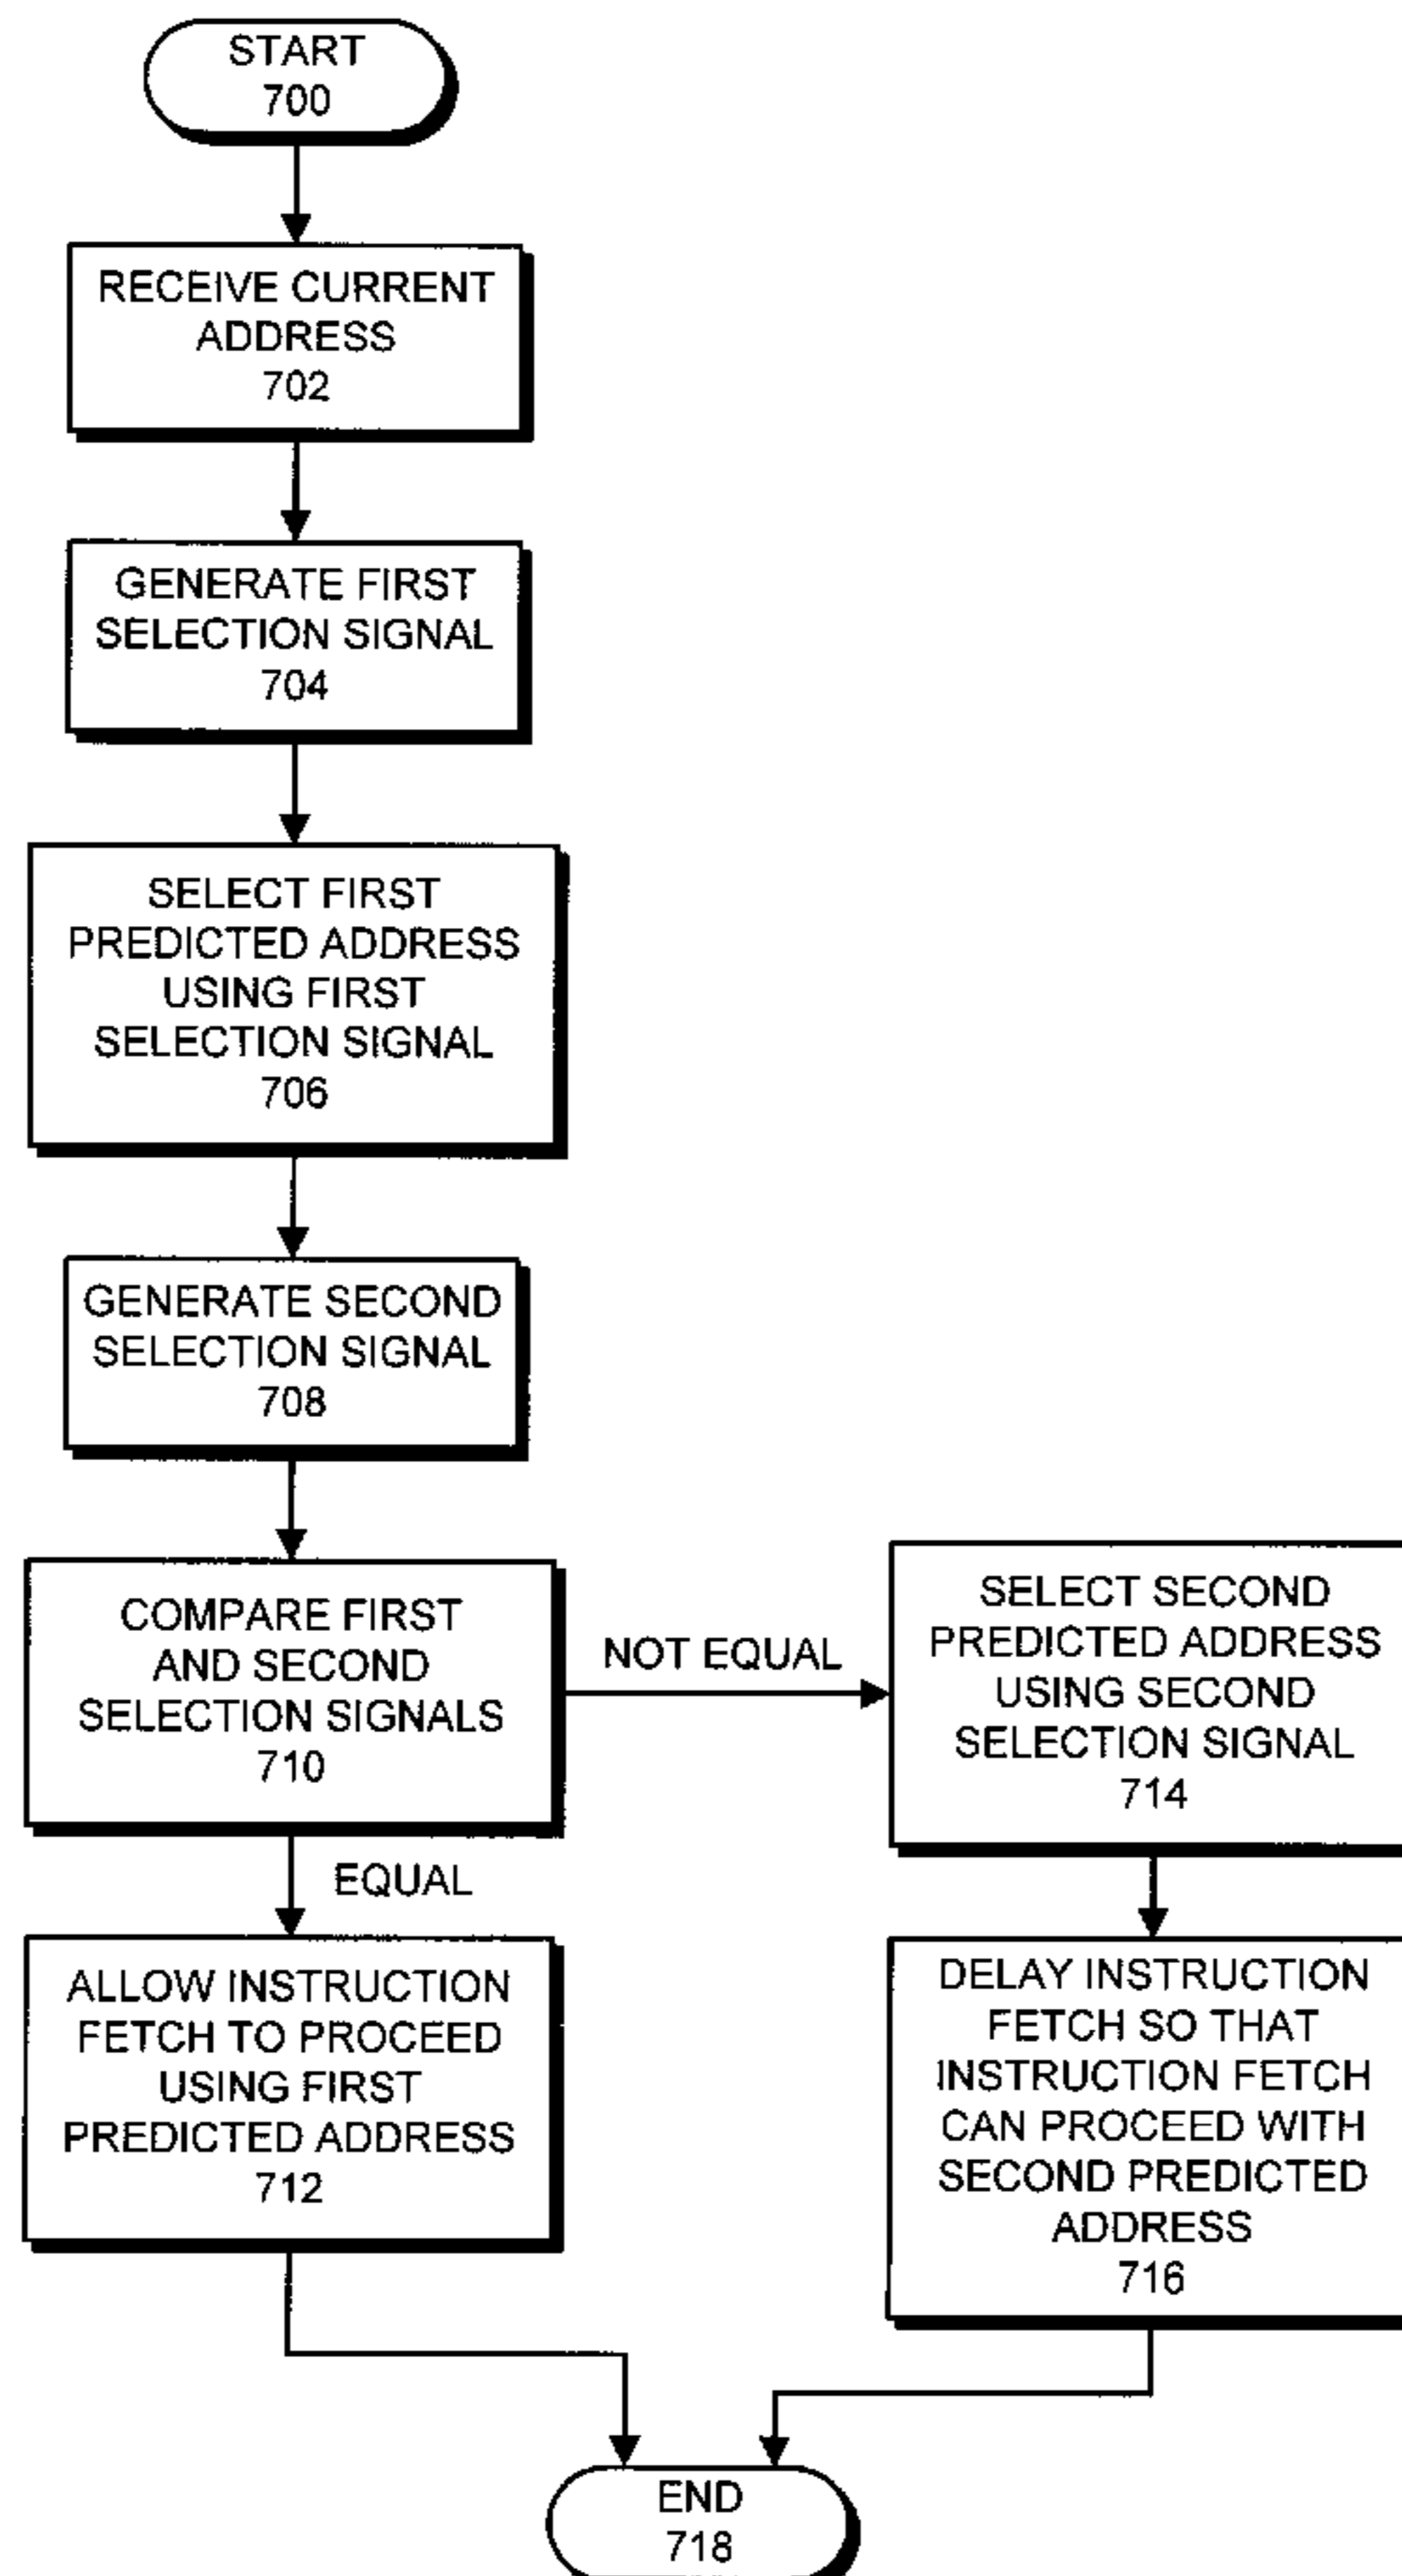 START
700
RECEIVE CURRENT
ADDRESS
702
GENERATE FIRST
SELECTION SIGNAL
704
SELECT FIRST
PREDICTED ADDRESS
USING FIRST
SELECTION SIGNAL
706
GENERATE SECOND
SELECTION SIGNAL
708
COMPARE FIRST
AND SECOND
SELECTION SIGNALS
710
NOT EQUAL
SELECT SECOND
PREDICTED ADDRESS
USING SECOND
SELECTION SIGNAL
714
EQUAL
ALLOW INSTRUCTION
FETCH TO PROCEED
USING FIRST
PREDICTED ADDRESS
712
DELAY INSTRUCTION
FETCH SO THAT
INSTRUCTION FETCH
CAN PROCEED WITH
SECOND PREDICTED
ADDRESS
716
END
718